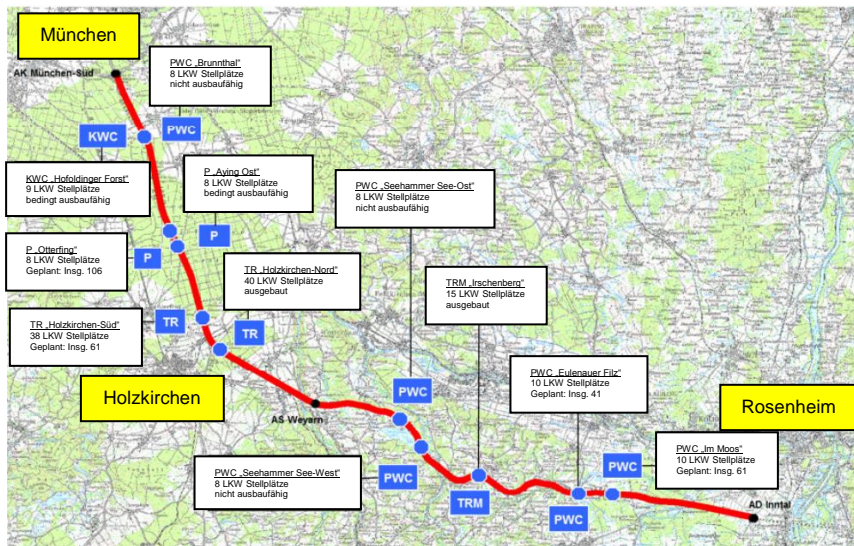 München
AK München-Süd
PWC „Brunnthal"
8 LKW Stellplätze
nicht ausbaufähig
KWC
PWC
KWC „Hofoldinger Forst"
9 LKW Stellplätze
bedingt ausbaufähig
P „Aying Ost"
8 LKW Stellplätze
bedingt ausbaufähig
PWC „Seehammer See-Ost"
8 LKW Stellplätze
nicht ausbaufähig
P „Otterfing"
8 LKW Stellplätze
Geplant: Insg. 106
P
P
TR „Holzkirchen-Nord"
40 LKW Stellplätze
ausgebaut
TRM „Irschenberg"
15 LKW Stellplätze
ausgebaut
TR „Holzkirchen-Süd"
38 LKW Stellplätze
Geplant: Insg. 61
TR
TR
PWC „Eulenauer Filz"
10 LKW Stellplätze
Geplant: Insg. 41
Holzkirchen
AS Weyarn
PWC
Rosenheim
PWC „Seehammer See-West"
8 LKW Stellplätze
nicht ausbaufähig
PWC
TRM
PWC
PWC
PWC „Im Moos"
10 LKW Stellplätze
Geplant: Insg. 61
AD Inntal